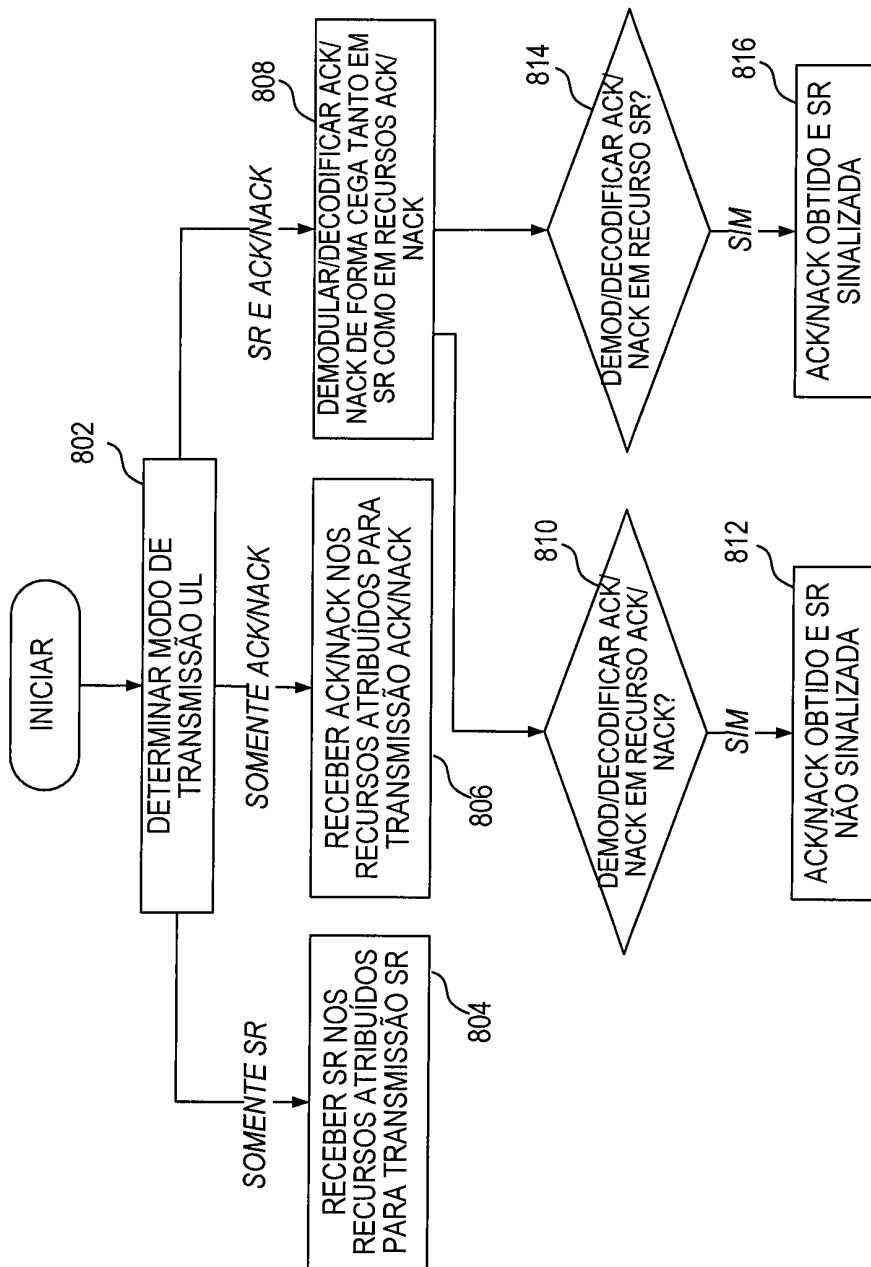 INICIAR
802
DETERMINAR MODO DE
TRANSMISSÃO UL
SOMENTE SR
SOMENTE ACK/NACK
SR E ACK/NACK
RECEBER SR NOS
RECURSOS ATRIBUÍDOS
PARA TRANSMISSÃO SR
804
RECEBER ACK/NACK NOS
RECURSOS ATRIBUÍDOS PARA
TRANSMISSÃO ACK/NACK
806
808
DEMODULAR/DECODIFICAR ACK/
NACK DE FORMA CEGA TANTO EM
SR COMO EM RECURSOS ACK/
NACK
810
DEMOD/DECODIFICAR ACK/
NACK EM RECURSO ACK/
NACK?
SIM
812
ACK/NACK OBTIDO E SR
NÃO SINALIZADA
814
DEMOD/DECODIFICAR ACK/
NACK EM RECURSO SR?
SIM
816
ACK/NACK OBTIDO E SR
SINALIZADA